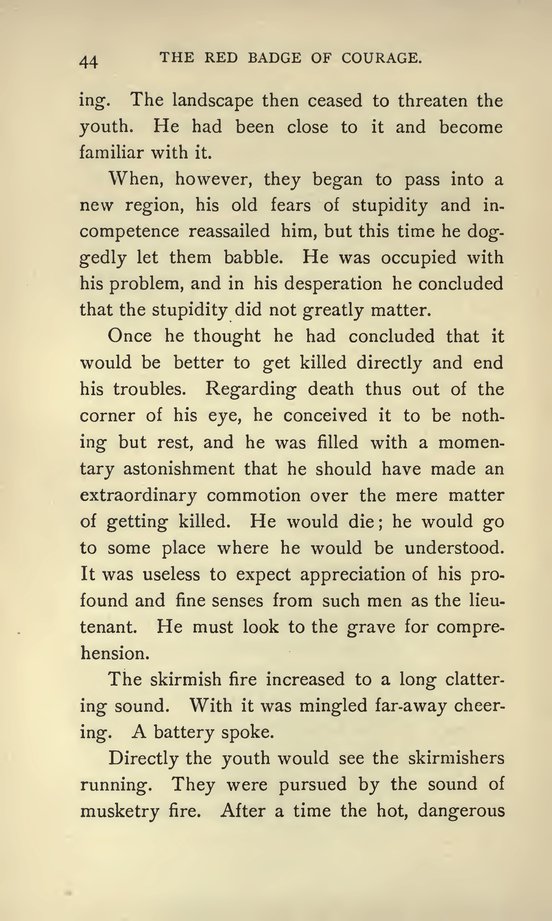 44 THE RED BADGE OF COURAGE.
ing. The landscape then ceased to threaten the
youth. He had been close to it and become
familiar with it.
When, however, they began to pass into a
new region, his old fears of stupidity and in-
competence reassailed him, but this time he dog-
gedly let them babble. He was occupied with
his problem, and in his desperation he concluded
that the stupidity did not greatly matter.
Once he thought he had concluded that it
would be better to get killed directly and end
his troubles. Regarding death thus out of the
corner of his eye, he conceived it to be noth-
ing but rest, and he was filled with a momen-
tary astonishment that he should have made an
extraordinary commotion over the mere matter
of getting killed. He would die; he would go
to some place where he would be understood.
It was useless to expect appreciation of his pro-
found and fine senses from such men as the lieu-
tenant. He must look to the grave for compre-
hension.
The skirmish fire increased to a long clatter-
ing sound. With it was mingled far-away cheer-
ing. A battery spoke.
Directly the youth would see the skirmishers
running. They were pursued by the sound of
musketry fire. After a time the hot, dangerous